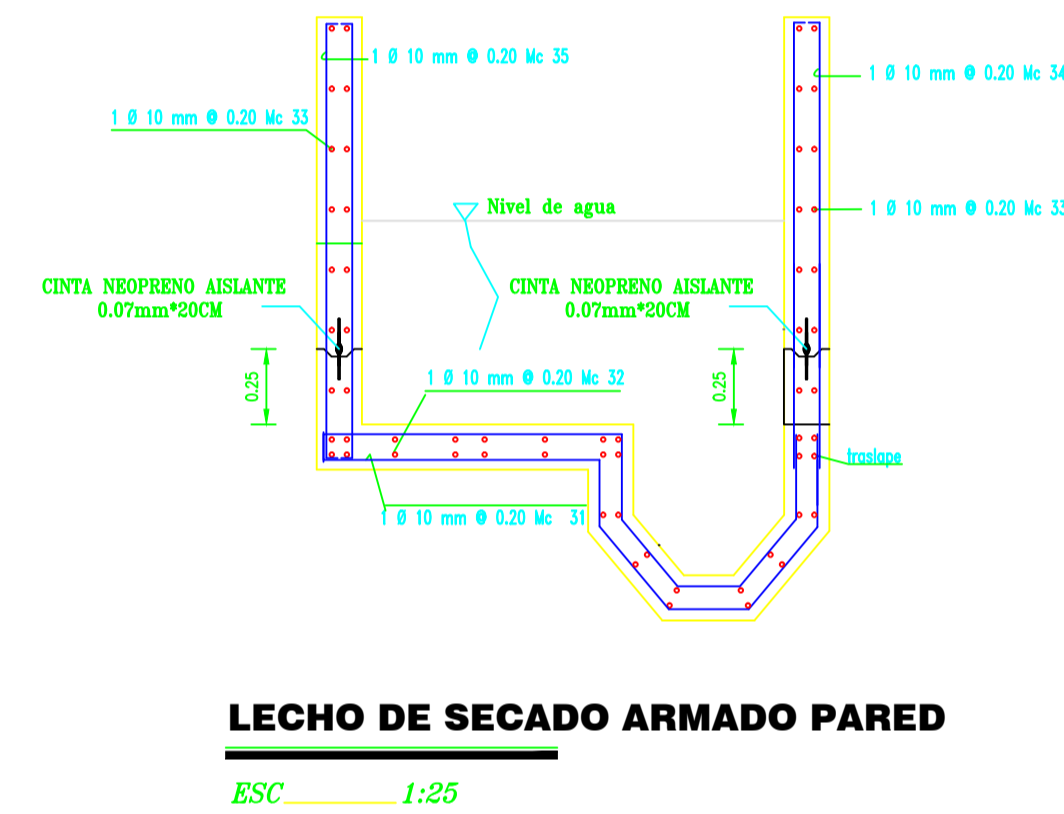 1 Ø 10 mm @ 0.20 Mc 35
1 Ø 10 mm @ 0.20 Mc 34
1 Ø 10 mm @ 0.20 Mc 33
Nivel de agua
1 Ø 10 mm @ 0.20 Mc 33
CINTA NEOPRENO AISLANTE
0.07mm*20CM
CINTA NEOPRENO AISLANTE
0.07mm*20CM
0.25
1 Ø 10 mm @ 0.20 Mc 32
0.25
traslape
1 Ø 10 mm @ 0.20 Mc 31
LECHO DE SECADO ARMADO PARED
ESC 1:25